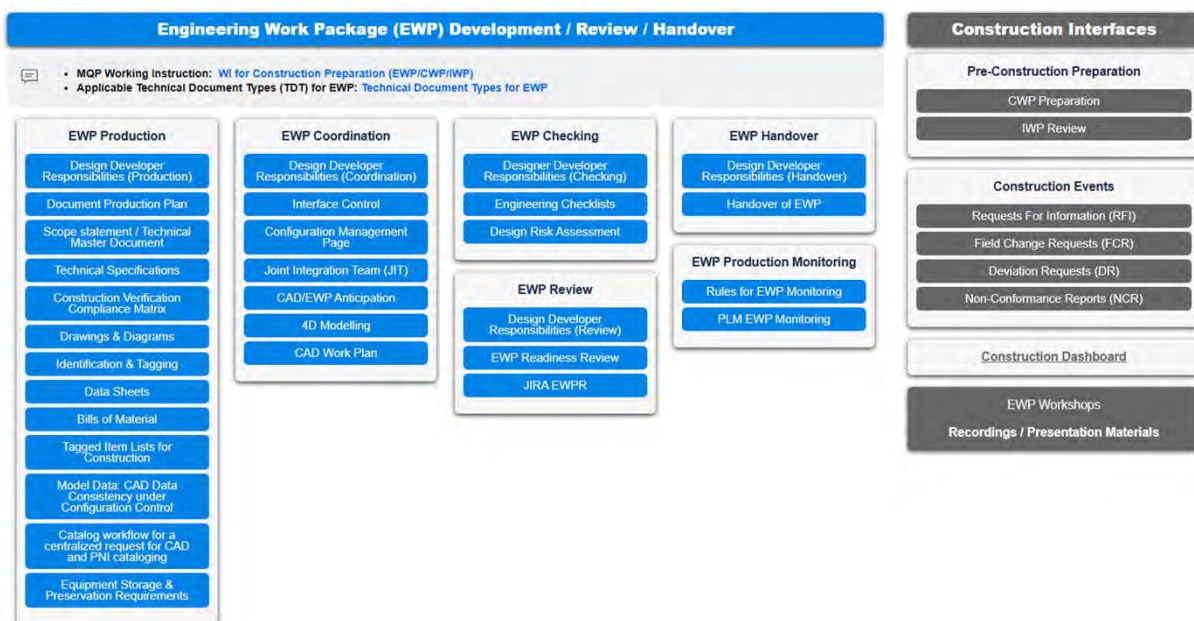 Engineering Work Package (EWP) Development / Review / Handover
MQP Working Instruction: WI for Construction Preparation (EWP/CWP/IWP)
Applicable Technical Document Types (TDT) for EWP: Technical Document Types for EWP
EWP Production
Design Developer
Responsibilities (Production)
Document Production Plan
Scope statement / Technical
Master Document
Technical Specifications
Construction Verification
Compliance Matrix
Drawings & Diagrams
Identification & Tagging
Data Sheets
Bills of Material
Tagged Item Lists for
Construction
Model Data: CAD Data
Consistency under
Configuration Control
Catalog workflow for a
centralized request for CAD
and PNI cataloging
Equipment Storage &
Preservation Requirements
EWP Coordination
Design Developer
Responsibilities (Coordination)
Interface Control
Configuration Management
Page
Joint Integration Team (JIT)
CAD/EWP Anticipation
4D Modelling
CAD Work Plan
EWP Checking
Designer Developer
Responsibilities (Checking)
Engineering Checklists
Design Risk Assessment
EWP Review
Design Developer
Responsibilities (Review)
EWP Readiness Review
JIRA EWPR
EWP Handover
Design Developer
Responsibilities (Handover)
Handover of EWP
EWP Production Monitoring
Rules for EWP Monitoring
PLM EWP Monitoring
Construction Interfaces
Pre-Construction Preparation
CWP Preparation
IWP Review
Construction Events
Requests For Information (RFI)
Field Change Requests (FCR)
Deviation Requests (DR)
Non-Conformance Reports (NCR)
Construction Dashboard
EWP Workshops
Recordings / Presentation Materials